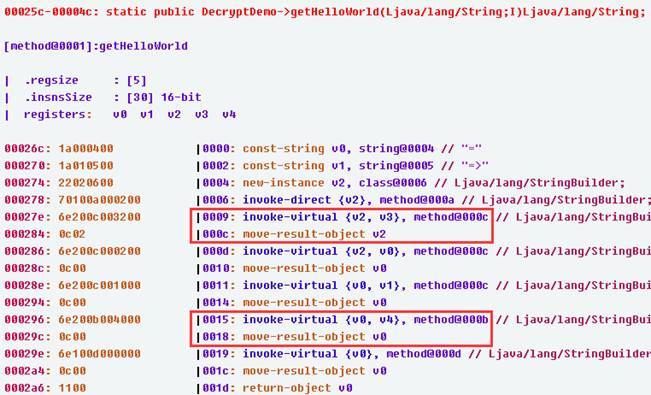 00025c-00004c: static public DecryptDemo->getHelloWorld(Ljava/lang/String;I)Ljava/lang/String;
[method@0001]:getHelloWorld
| .regsize : [5]
| .insnsSize : [30] 16-bit
| registers: v0 v1 v2 v3 v4
00026c: 1a000400 |0000: const-string v0, string@0004 // "="
000270: 1a010500 |0002: const-string v1, string@0005 // "=>"
000274: 22020600 |0004: new-instance v2, class@0006 // Ljava/lang/StringBuilder;
000278: 70100a000200 |0006: invoke-direct {v2}, method@000a // Ljava/lang/StringBuilder;
00027e: 6e200c003200 |0009: invoke-virtual {v2, v3}, method@000c // Ljava/lang/StringBu
000284: 0c02 |000c: move-result-object v2
000286: 6e200c000200 |000d: invoke-virtual {v2, v0}, method@000c // Ljava/lang/StringBu
00028c: 0c00 |0010: move-result-object v0
00028e: 6e200c001000 |0011: invoke-virtual {v0, v1}, method@000c // Ljava/lang/StringBu
000294: 0c00 |0014: move-result-object v0
000296: 6e200b004000 |0015: invoke-virtual {v0, v4}, method@000b // Ljava/lang/StringBu
00029c: 0c00 |0018: move-result-object v0
00029e: 6e100d000000 |0019: invoke-virtual {v0}, method@000d // Ljava/lang/StringBuilder
0002a4: 0c00 |001c: move-result-object v0
0002a6: 1100 |001d: return-object v0